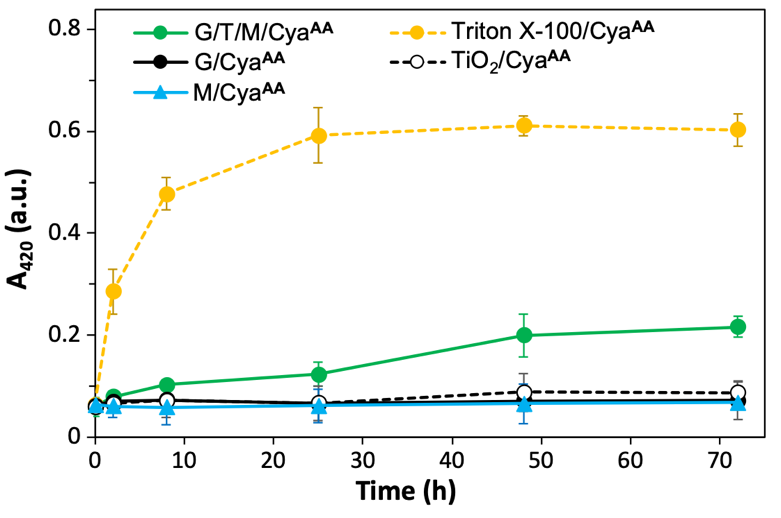 0.8
G/T/M/Cyaᴬᴬ
Triton X-100/Cyaᴬᴬ
G/Cyaᴬᴬ
TiO₂/Cyaᴬᴬ
M/Cyaᴬᴬ
0.6
0.4
0.2
0
A₄₂₀ (a.u.)
0 10 20 30 40 50 60 70
Time (h)